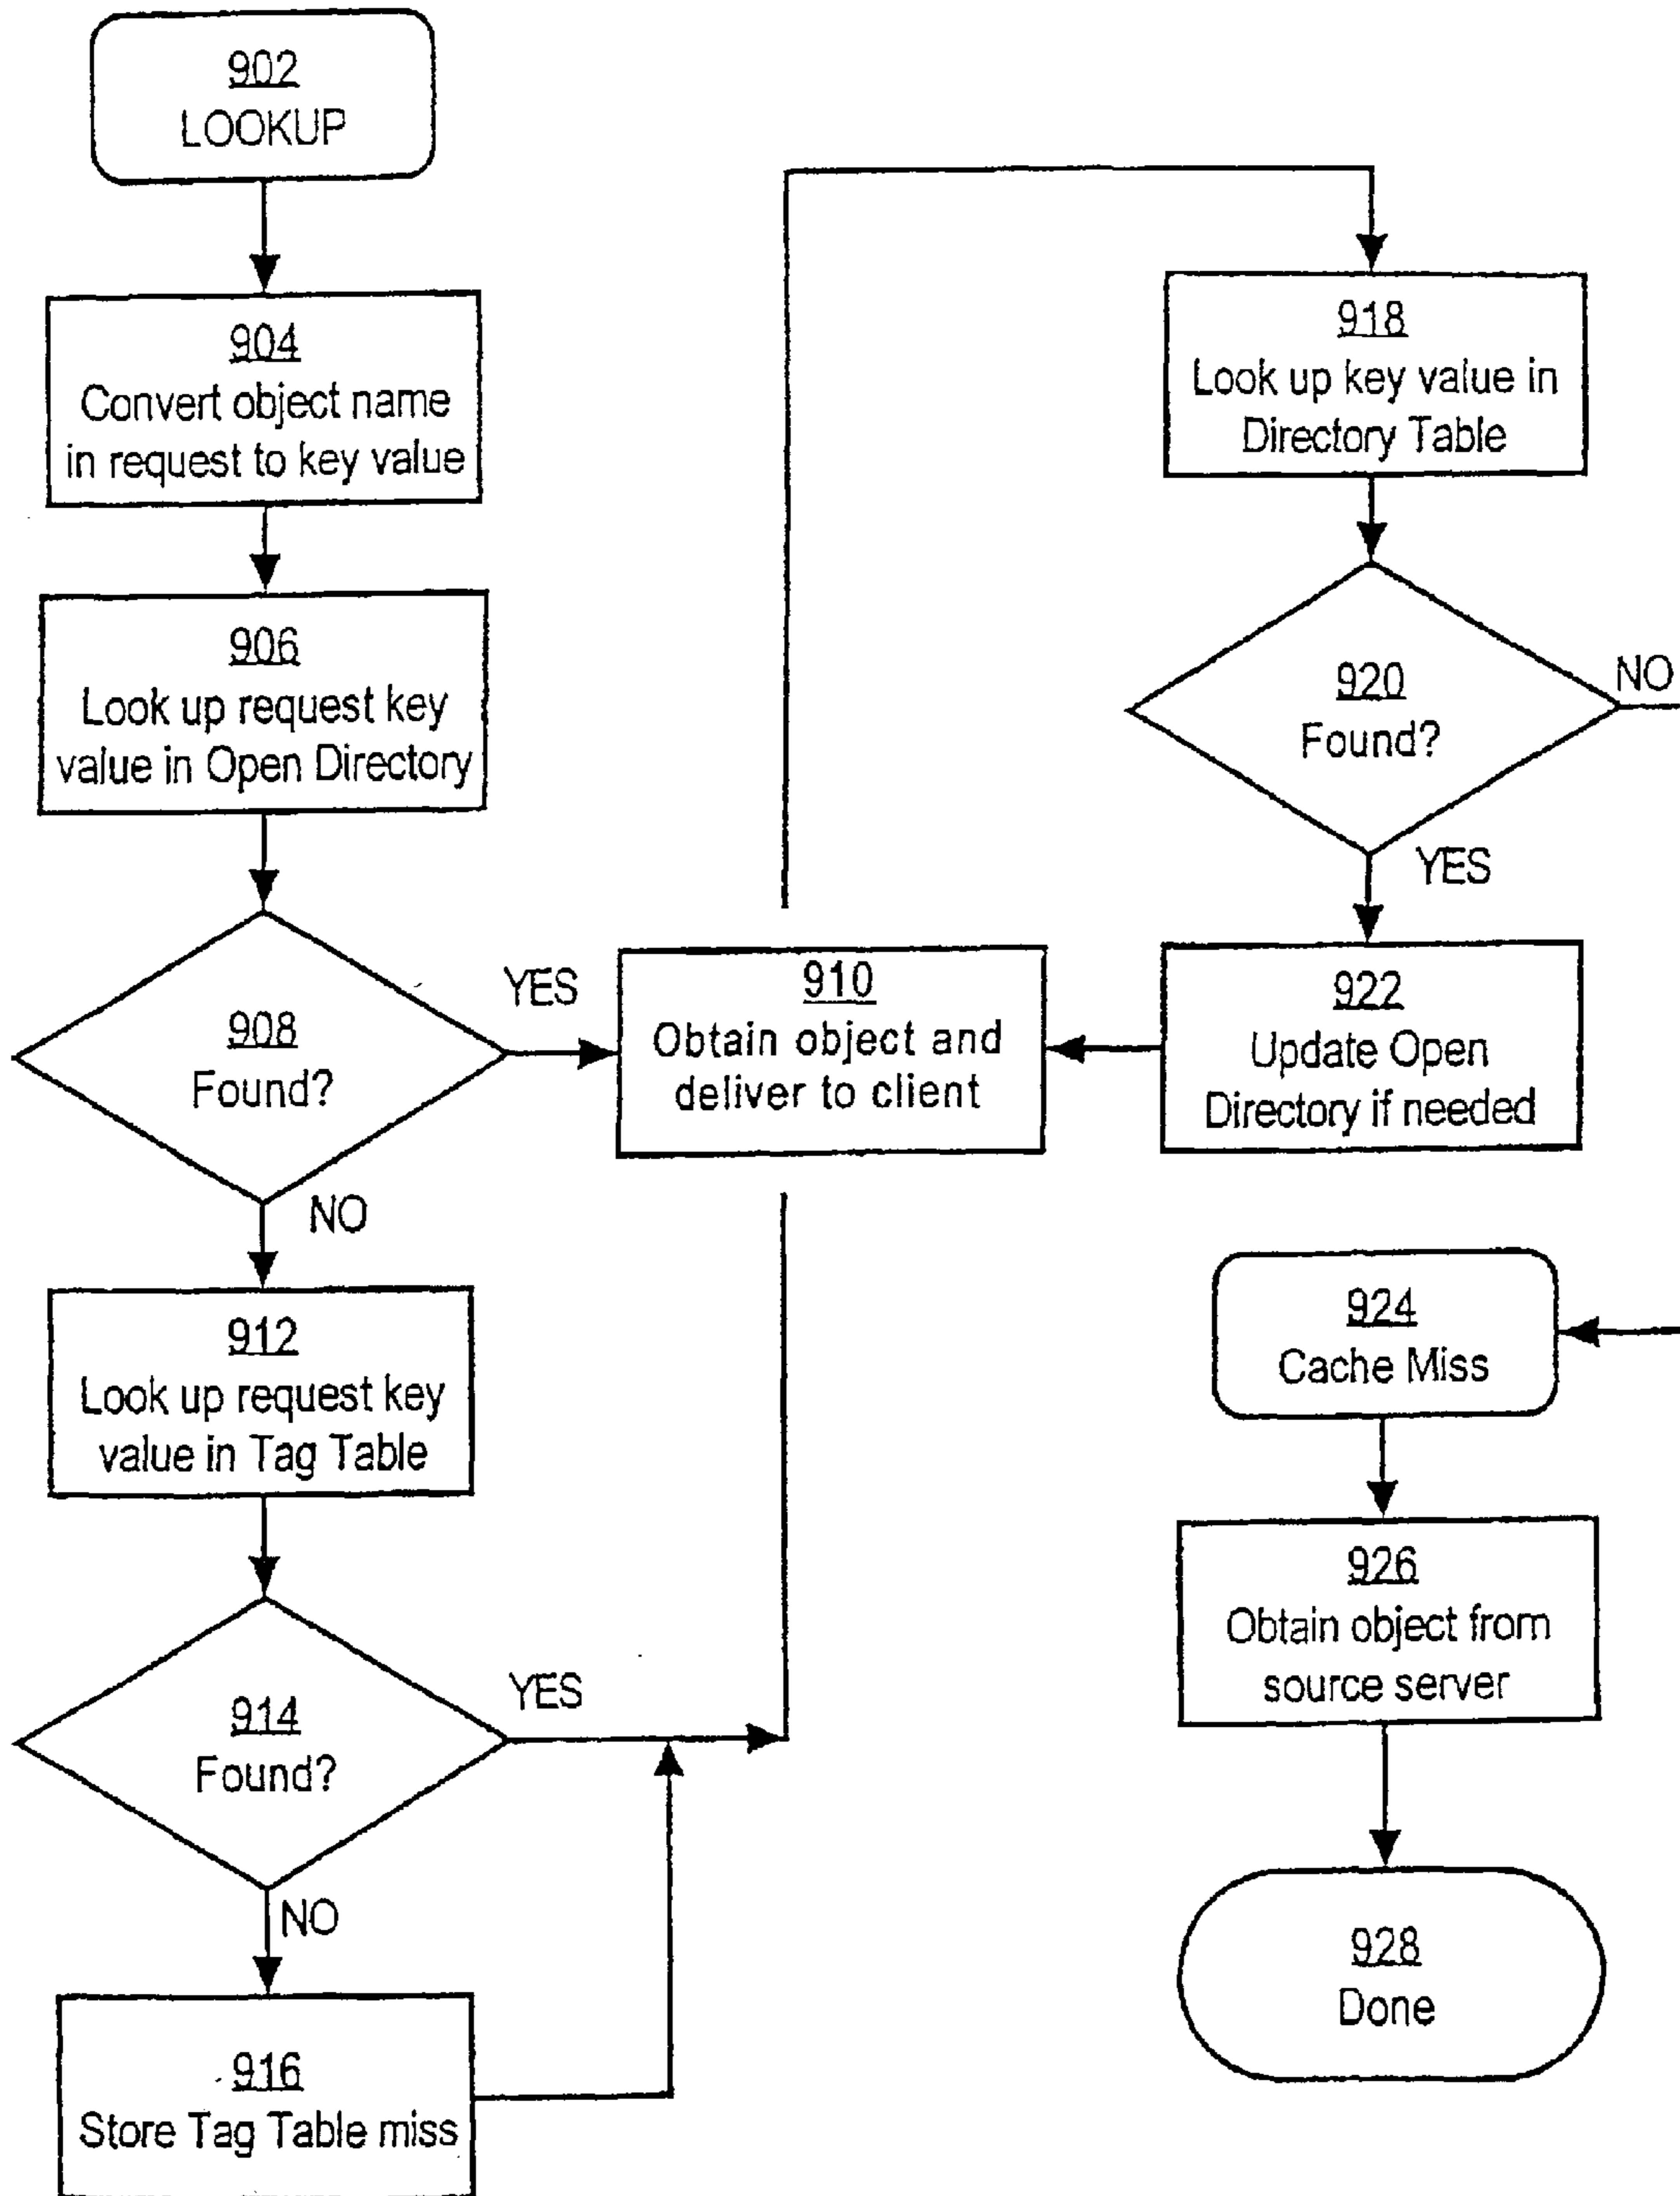 902
LOOKUP
904
Convert object name
in request to key value
906
Look up request key
value in Open Directory
908
Found?
YES
NO
910
Obtain object and
deliver to client
912
Look up request key
value in Tag Table
914
Found?
YES
NO
916
Store Tag Table miss
918
Look up key value in
Directory Table
920
Found?
NO
YES
922
Update Open
Directory if needed
924
Cache Miss
926
Obtain object from
source server
928
Done